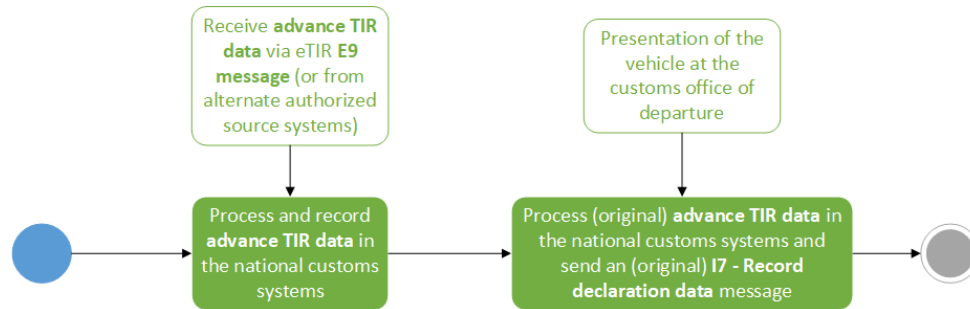 Receive advance TIR
data via eTIR E9
message (or from
alternate authorized
source systems)
Presentation of the
vehicle at the
customs office of
departure
Process and record
advance TIR data in
the national customs
systems
Process (original) advance TIR data in
the national customs systems and
send an (original) I7 - Record
declaration data message